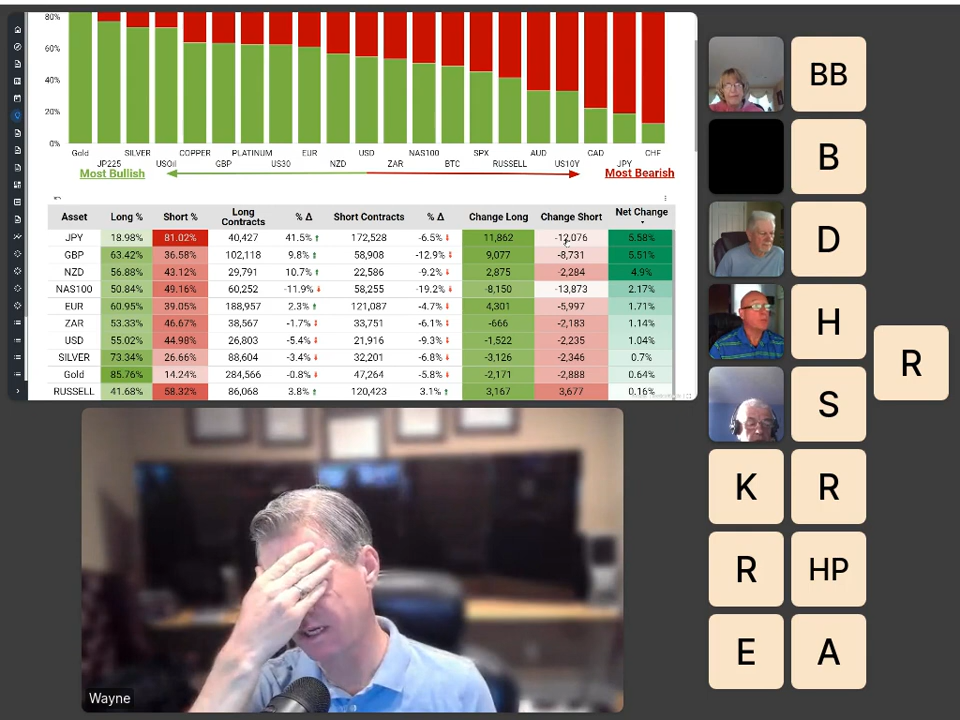 80%
60%
40%
20%
0%
Gold SILVER COPPER PLATINUM EUR USD NAS100 SPX AUD CAD CHF
JP225 USOil GBP US30 NZD ZAR BTC RUSSELL US10Y JPY
Most Bullish Most Bearish
Asset Long % Short % Long Contracts % Δ Short Contracts % Δ Change Long Change Short Net Change
JPY 18.98% 81.02% 40,427 41.5% 172,528 -6.5% 11,862 -12,076 5.58%
GBP 63.42% 36.58% 102,118 9.8% 58,908 -12.9% 9,077 -8,731 5.51%
NZD 56.88% 43.12% 29,791 10.7% 22,586 -9.2% 2,875 -2,284 4.9%
NAS100 50.84% 49.16% 60,252 -11.9% 58,255 -19.2% -8,150 -13,873 2.17%
EUR 60.95% 39.05% 188,957 2.3% 121,087 -4.7% 4,301 -5,997 1.71%
ZAR 53.33% 46.67% 38,567 -1.7% 33,751 -6.1% -666 -2,183 1.14%
USD 55.02% 44.98% 26,803 -5.4% 21,916 -9.3% -1,522 -2,235 1.04%
SILVER 73.34% 26.66% 88,604 -3.4% 32,201 -6.8% -3,126 -2,346 0.7%
Gold 85.76% 14.24% 284,566 -0.8% 47,264 -5.8% -2,171 -2,888 0.64%
RUSSELL 41.68% 58.32% 86,068 3.8% 120,423 3.1% 3,167 3,677 0.16%
Wayne
BB
B
D
H
R
S
K R
R HP
E A